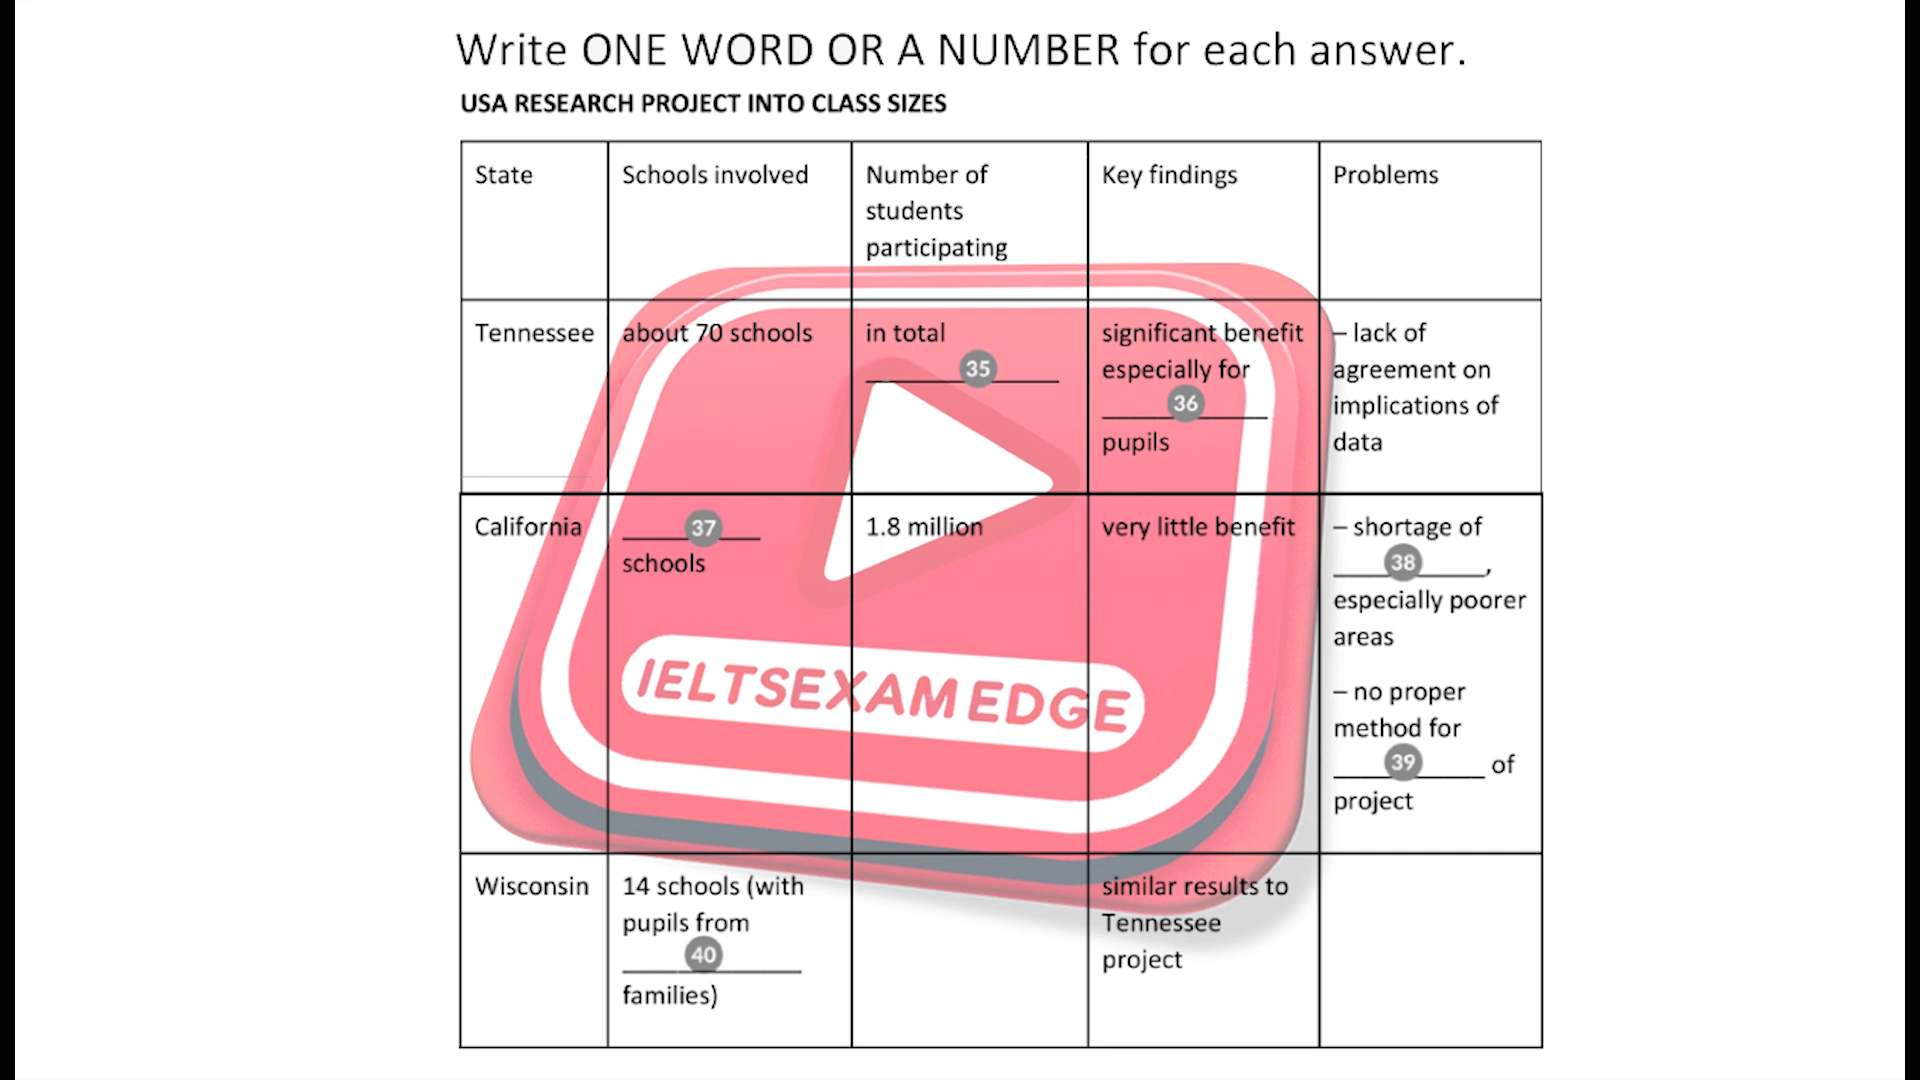 Write ONE WORD OR A NUMBER for each answer.
USA RESEARCH PROJECT INTO CLASS SIZES
State
Schools involved
Number of
students
participating
Key findings
Problems
Tennessee
about 70 schools
in total
35
significant benefit
especially for
36
pupils
– lack of
agreement on
implications of
data
California
37
schools
1.8 million
very little benefit
– shortage of
38,
especially poorer
areas
– no proper
method for
39 of
project
IELTSEXAM EDGE
Wisconsin
14 schools (with
pupils from
40
families)
similar results to
Tennessee
project